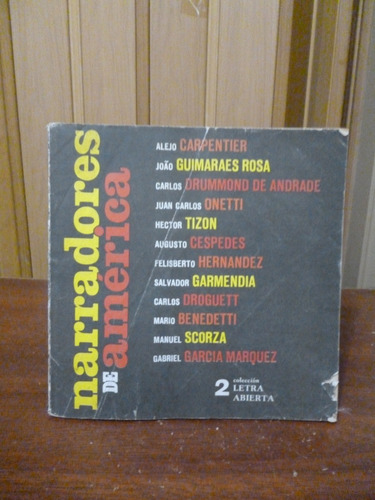 narradores
DE américa
ALEJO CARPENTIER
JOÃO GUIMARAES ROSA
CARLOS DRUMMOND DE ANDRADE
JUAN CARLOS ONETTI
HECTOR TIZON
AUGUSTO CESPEDES
FELISBERTO HERNANDEZ
SALVADOR GARMENDIA
CARLOS DROGUETT
MARIO BENEDETTI
MANUEL SCORZA
GABRIEL GARCIA MARQUEZ
2 colección
LETRA
ABIERTA